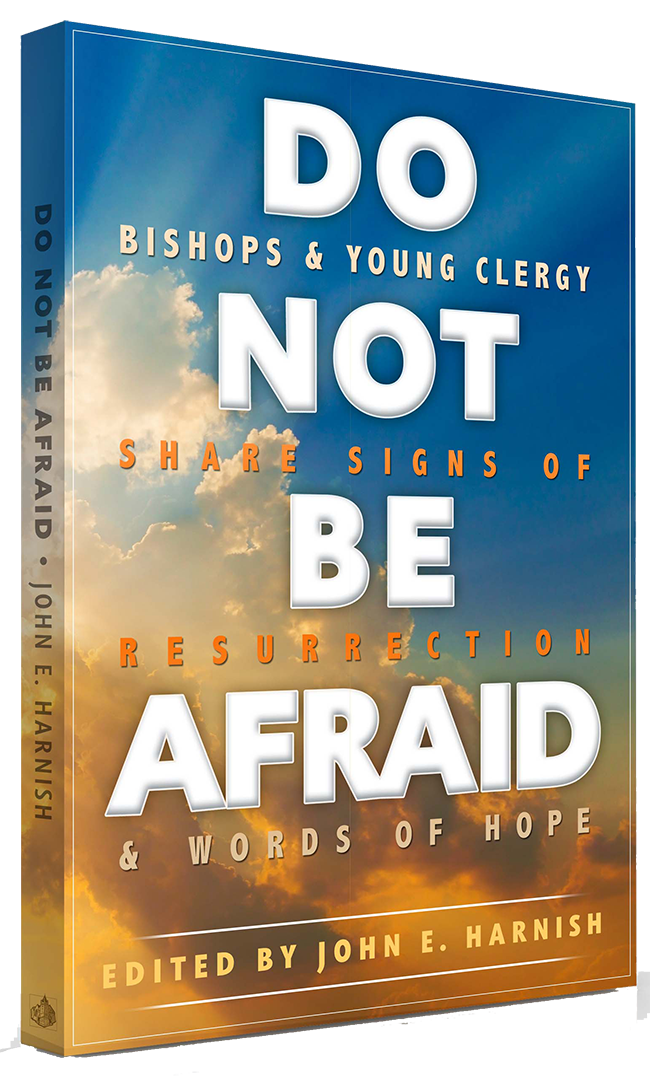 DO
BISHOPS & YOUNG CLERGY
NOT
SHARE SIGNS OF
BE
RESURRECTION
AFRAID
& WORDS OF HOPE
EDITED BY JOHN E. HARNISH
DO NOT BE AFRAID • JOHN E. HARNISH